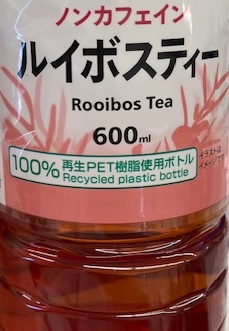 ノンカフェイン
ルイボスティー
Rooibos Tea
600ml
100% 再生PET樹脂使用ボトル
Recycled plastic bottle
イラストは
イメージです